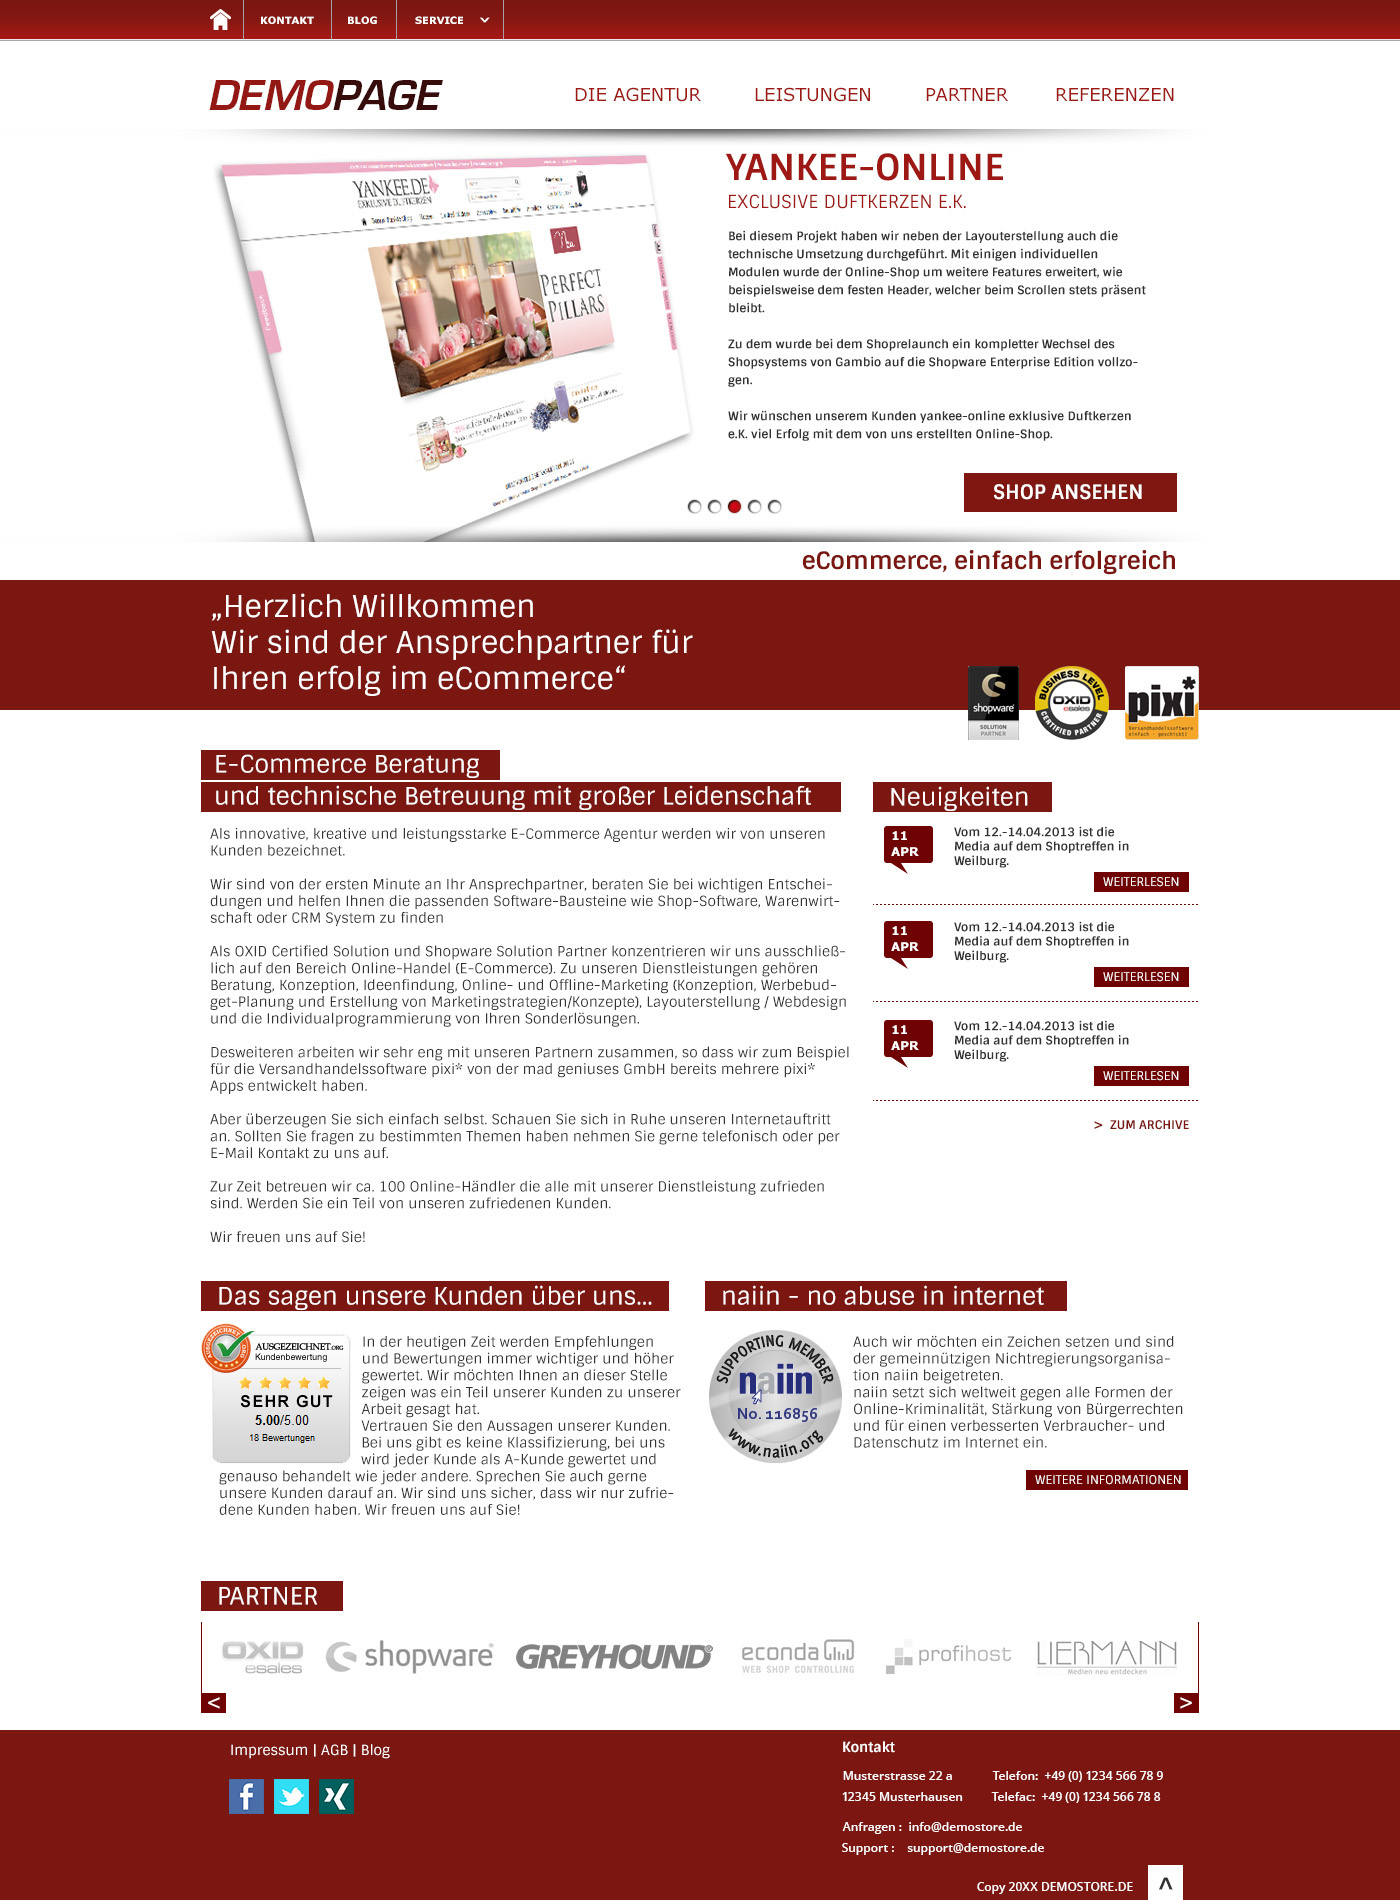 KONTAKT
BLOG
SERVICE
DEMOPAGE
DIE AGENTUR
LEISTUNGEN
PARTNER
REFERENZEN
YANKEE.DE
EXCLUSIVE DUFTKERZEN
Neu
PERFECT
PILLARS
YANKEE-ONLINE
EXCLUSIVE DUFTKERZEN E.K.
Bei diesem Projekt haben wir neben der Layouterstellung auch die
technische Umsetzung durchgeführt. Mit einigen individuellen
Modulen wurde der Online-Shop um weitere Features erweitert, wie
beispielsweise dem festen Header, welcher beim Scrollen stets präsent
bleibt.
Zu dem wurde bei dem Shoprelaunch ein kompletter Wechsel des
Shopsystems von Gambio auf die Shopware Enterprise Edition vollzo-
gen.
Wir wünschen unserem Kunden yankee-online exklusive Duftkerzen
e.K. viel Erfolg mit dem von uns erstellten Online-Shop.
SHOP ANSEHEN
eCommerce, einfach erfolgreich
„Herzlich Willkommen
Wir sind der Ansprechpartner für
Ihren erfolg im eCommerce“
shopware
SOLUTION
PARTNER
BUSINESS LEVEL
OXID
esales
CERTIFIED PARTNER
pixi*
Versandhandelssoftware
einfach - geschickt!
E-Commerce Beratung
und technische Betreuung mit großer Leidenschaft
Als innovative, kreative und leistungsstarke E-Commerce Agentur werden wir von unseren
Kunden bezeichnet.
Wir sind von der ersten Minute an Ihr Ansprechpartner, beraten Sie bei wichtigen Entschei-
dungen und helfen Ihnen die passenden Software-Bausteine wie Shop-Software, Warenwirt-
schaft oder CRM System zu finden
Als OXID Certified Solution und Shopware Solution Partner konzentrieren wir uns ausschließ-
lich auf den Bereich Online-Handel (E-Commerce). Zu unseren Dienstleistungen gehören
Beratung, Konzeption, Ideenfindung, Online- und Offline-Marketing (Konzeption, Werbebud-
get-Planung und Erstellung von Marketingstrategien/Konzepte), Layouterstellung / Webdesign
und die Individualprogrammierung von Ihren Sonderlösungen.
Desweiteren arbeiten wir sehr eng mit unseren Partnern zusammen, so dass wir zum Beispiel
für die Versandhandelssoftware pixi* von der mad geniuses GmbH bereits mehrere pixi*
Apps entwickelt haben.
Aber überzeugen Sie sich einfach selbst. Schauen Sie sich in Ruhe unseren Internetauftritt
an. Sollten Sie fragen zu bestimmten Themen haben nehmen Sie gerne telefonisch oder per
E-Mail Kontakt zu uns auf.
Zur Zeit betreuen wir ca. 100 Online-Händler die alle mit unserer Dienstleistung zufrieden
sind. Werden Sie ein Teil von unseren zufriedenen Kunden.
Wir freuen uns auf Sie!
Neuigkeiten
11
APR
Vom 12.-14.04.2013 ist die
Media auf dem Shoptreffen in
Weilburg.
WEITERLESEN
11
APR
Vom 12.-14.04.2013 ist die
Media auf dem Shoptreffen in
Weilburg.
WEITERLESEN
11
APR
Vom 12.-14.04.2013 ist die
Media auf dem Shoptreffen in
Weilburg.
WEITERLESEN
> ZUM ARCHIVE
Das sagen unsere Kunden über uns...
AUSGEZEICHNET.ORG
Kundenbewertung
SEHR GUT
5.00/5.00
18 Bewertungen
In der heutigen Zeit werden Empfehlungen
und Bewertungen immer wichtiger und höher
gewertet. Wir möchten Ihnen an dieser Stelle
zeigen was ein Teil unserer Kunden zu unserer
Arbeit gesagt hat.
Vertrauen Sie den Aussagen unserer Kunden.
Bei uns gibt es keine Klassifizierung, bei uns
wird jeder Kunde als A-Kunde gewertet und
genauso behandelt wie jeder andere. Sprechen Sie auch gerne
unsere Kunden darauf an. Wir sind uns sicher, dass wir nur zufrie-
dene Kunden haben. Wir freuen uns auf Sie!
naiin - no abuse in internet
SUPPORTING MEMBER
naiin
No. 116856
www.naiin.org
Auch wir möchten ein Zeichen setzen und sind
der gemeinnützigen Nichtregierungsorganisa-
tion naiin beigetreten.
naiin setzt sich weltweit gegen alle Formen der
Online-Kriminalität, Stärkung von Bürgerrechten
und für einen verbesserten Verbraucher- und
Datenschutz im Internet ein.
WEITERE INFORMATIONEN
PARTNER
OXID
esales
shopware
GREYHOUND
econda
WEB SHOP CONTROLLING
profihost
LIERMANN
Medien neu entdecken
<
>
Impressum | AGB | Blog
Kontakt
Musterstrasse 22 a
Telefon: +49 (0) 1234 566 78 9
12345 Musterhausen
Telefac: +49 (0) 1234 566 78 8
Anfragen : info@demostore.de
Support : support@demostore.de
Copy 20XX DEMOSTORE.DE